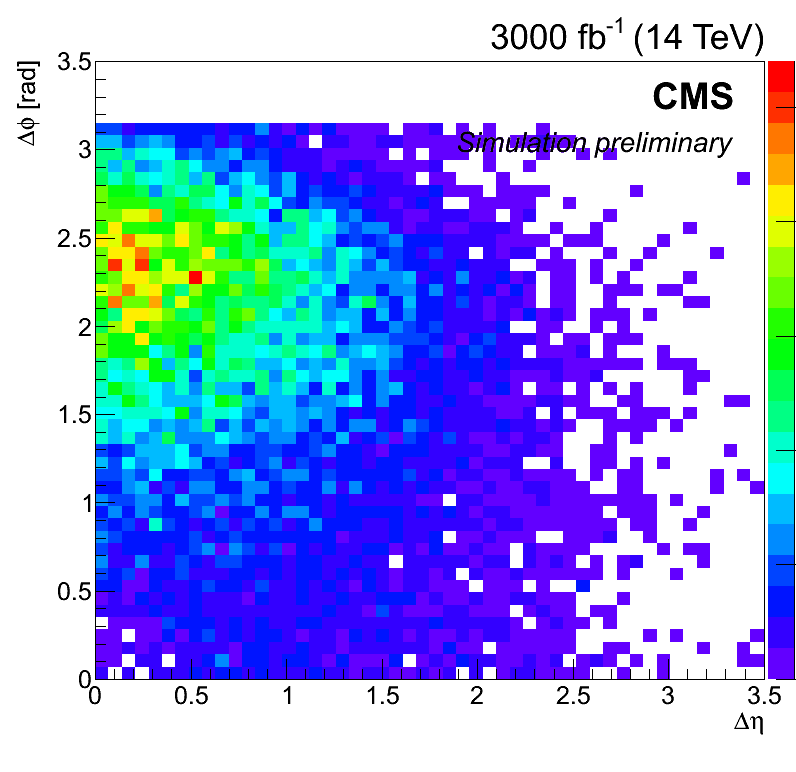 3000 fb-1 (14 TeV)
CMS
Simulation preliminary
Δϕ [rad]
3.5
3
2.5
2
1.5
1
0.5
0
0 0.5 1 1.5 2 2.5 3 3.5
Δη